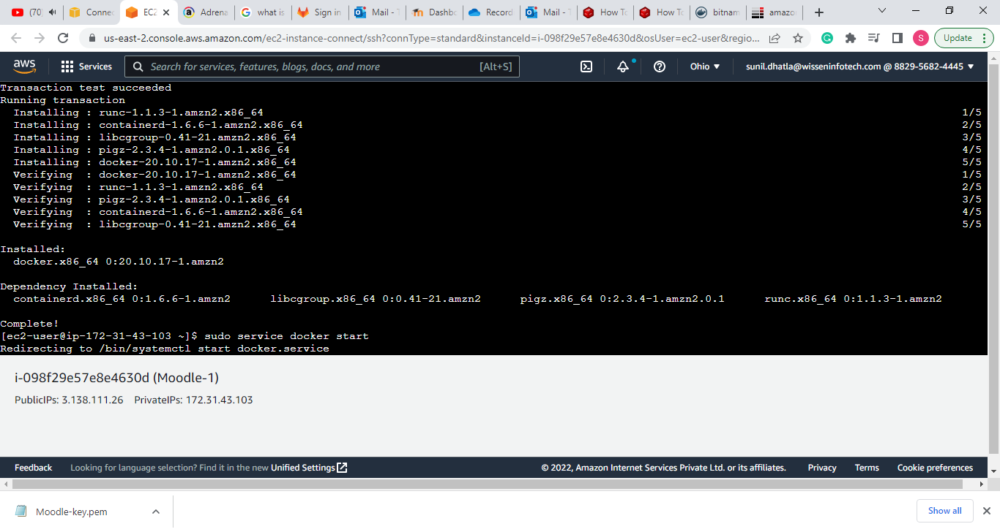 (70)
Connec
EC2
Adrena
what is
Sign in
Mail - T
Dashbo
Record
Mail - T
How To
How To
bitnam
amazo
us-east-2.console.aws.amazon.com/ec2-instance-connect/ssh?connType=standard&instanceId=i-098f29e57e8e4630d&osUser=ec2-user&regio...
S
Update
aws
Services
Search for services, features, blogs, docs, and more
[Alt+S]
Ohio
sunil.dhatla@wisseninfotech.com @ 8829-5682-4445
Transaction test succeeded
Running transaction
Installing : runc-1.1.3-1.amzn2.x86_64 1/5
Installing : containerd-1.6.6-1.amzn2.x86_64 2/5
Installing : libcgroup-0.41-21.amzn2.x86_64 3/5
Installing : pigz-2.3.4-1.amzn2.0.1.x86_64 4/5
Installing : docker-20.10.17-1.amzn2.x86_64 5/5
Verifying : docker-20.10.17-1.amzn2.x86_64 1/5
Verifying : runc-1.1.3-1.amzn2.x86_64 2/5
Verifying : pigz-2.3.4-1.amzn2.0.1.x86_64 3/5
Verifying : containerd-1.6.6-1.amzn2.x86_64 4/5
Verifying : libcgroup-0.41-21.amzn2.x86_64 5/5
Installed:
docker.x86_64 0:20.10.17-1.amzn2
Dependency Installed:
containerd.x86_64 0:1.6.6-1.amzn2 libcgroup.x86_64 0:0.41-21.amzn2 pigz.x86_64 0:2.3.4-1.amzn2.0.1 runc.x86_64 0:1.1.3-1.amzn2
Complete!
[ec2-user@ip-172-31-43-103 ~]$ sudo service docker start
Redirecting to /bin/systemctl start docker.service
i-098f29e57e8e4630d (Moodle-1)
PublicIPs: 3.138.111.26 PrivateIPs: 172.31.43.103
Feedback
Looking for language selection? Find it in the new Unified Settings
© 2022, Amazon Internet Services Private Ltd. or its affiliates.
Privacy
Terms
Cookie preferences
Moodle-key.pem
Show all